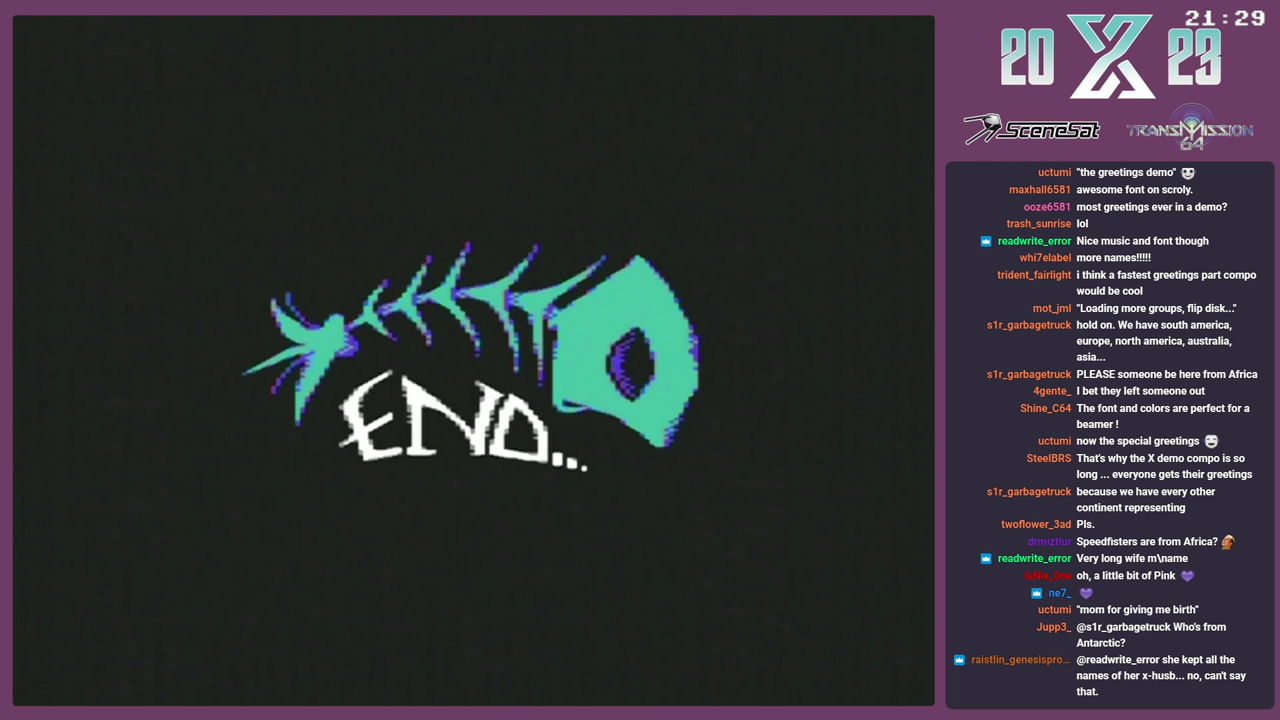 21:29
20 X 23
SceneSat
TRANSMISSION
64
uctumi "the greetings demo"
maxhall6581 awesome font on scroly.
ooze6581 most greetings ever in a demo?
trash_sunrise lol
readwrite_error Nice music and font though
whi7elabel more names!!!!!
trident_fairlight i think a fastest greetings part compo
would be cool
mot_jml "Loading more groups, flip disk..."
s1r_garbagetruck hold on. We have south america,
europe, north america, australia,
asia...
s1r_garbagetruck PLEASE someone be here from Africa
4gente_ I bet they left someone out
Shine_C64 The font and colors are perfect for a
beamer !
uctumi now the special greetings
SteelBRS That's why the X demo compo is so
long ... everyone gets their greetings
s1r_garbagetruck because we have every other
continent representing
twoflower_3ad Pls.
drmiztiur Speedfisters are from Africa?
readwrite_error Very long wife m\name
luNix_One oh, a little bit of Pink
ne7_
uctumi "mom for giving me birth"
Jupp3_ @s1r_garbagetruck Who's from
Antarctic?
raistlin_genesispro... @readwrite_error she kept all the
names of her x-husb... no, can't say
that.
END...